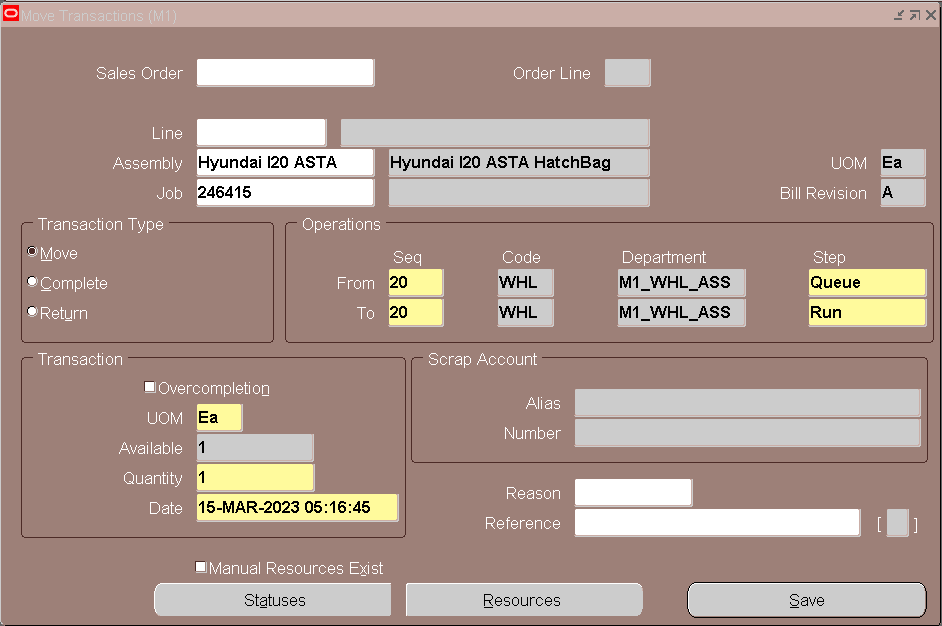 Move Transactions (M1)
Sales Order Order Line
Line
Assembly Hyundai I20 ASTA Hyundai I20 ASTA HatchBag UOM Ea
Job 246415 Bill Revision A
Transaction Type Operations
Seq Code Department Step
Move
From 20 WHL M1_WHL_ASS Queue
Complete
To 20 WHL M1_WHL_ASS Run
Return
Transaction Scrap Account
Overcompletion
Alias
UOM Ea
Number
Available 1
Quantity 1
Reason
Date 15-MAR-2023 05:16:45
Reference [ ]
Manual Resources Exist
Statuses Resources Save